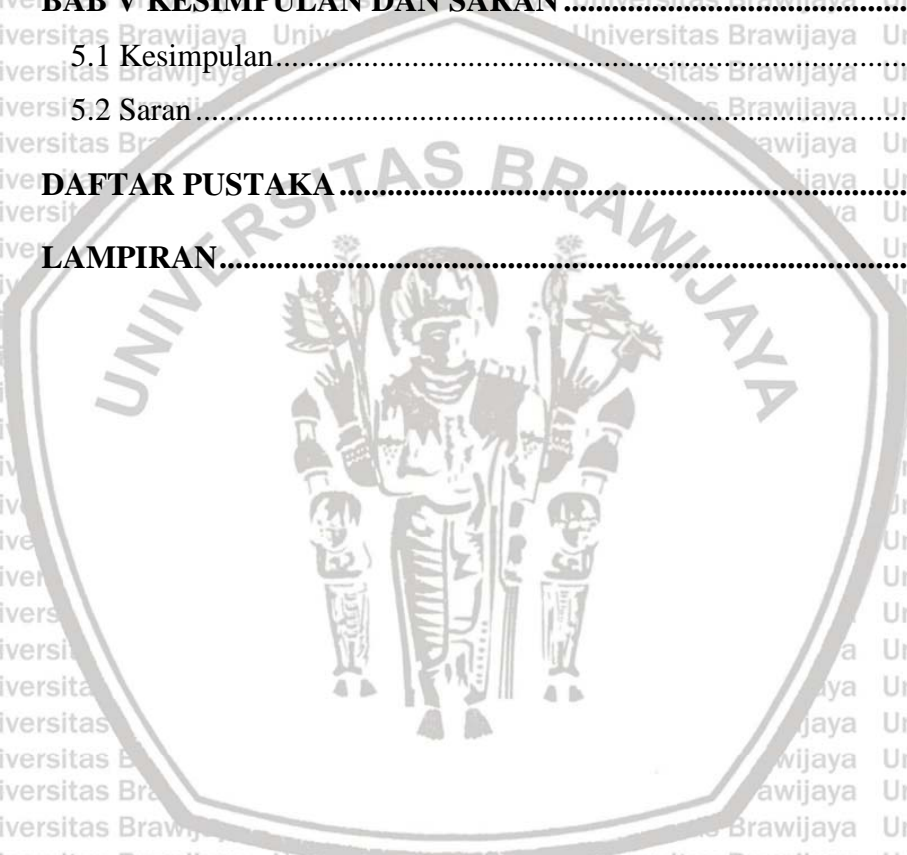 BAB V KESIMPULAN DAN SARAN
5.1 Kesimpulan
5.2 Saran
DAFTAR PUSTAKA
LAMPIRAN
UNIVERSITAS BRAWIJAYA